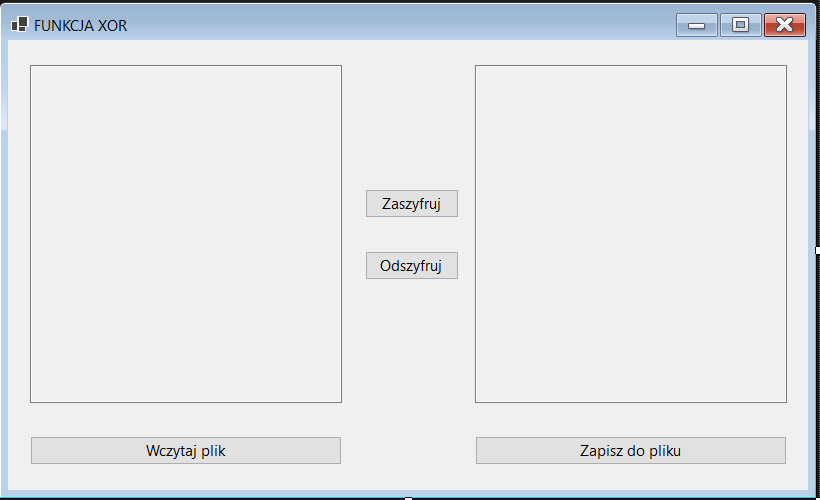 FUNKCJA XOR
Zaszyfruj
Odszyfruj
Wczytaj plik
Zapisz do pliku